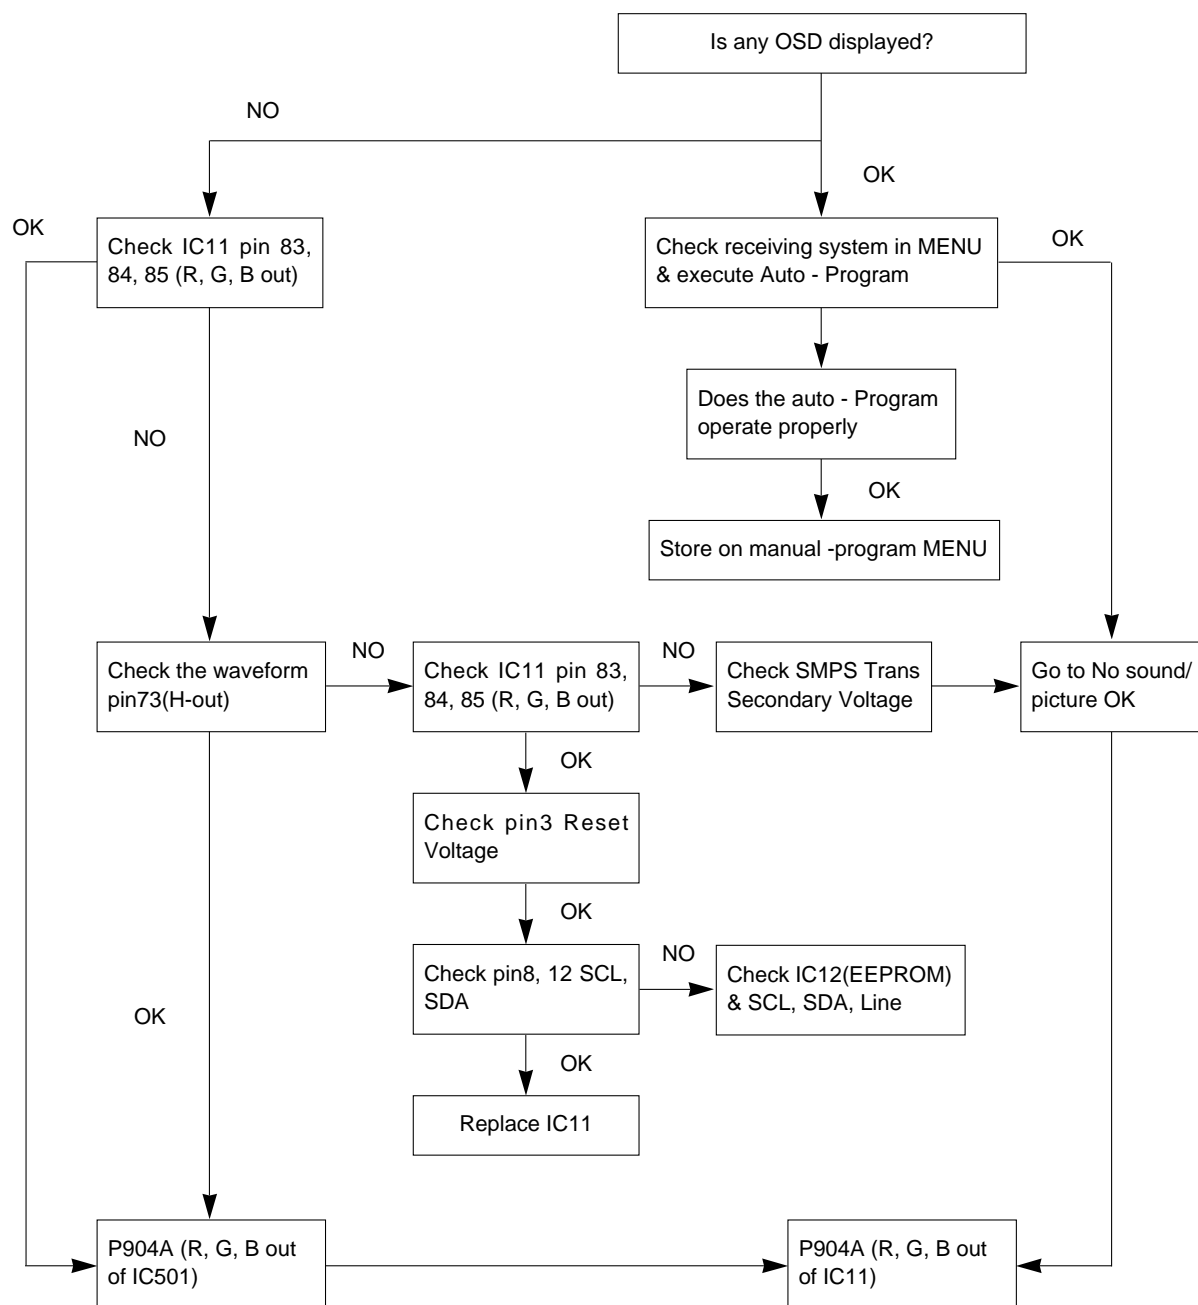 Is any OSD displayed?
NO
OK
OK
Check IC11 pin 83,
84, 85 (R, G, B out)
Check receiving system in MENU
& execute Auto - Program
OK
Does the auto - Program
operate properly
NO
OK
Store on manual -program MENU
Check the waveform
pin73(H-out)
NO
Check IC11 pin 83,
84, 85 (R, G, B out)
NO
Check SMPS Trans
Secondary Voltage
Go to No sound/
picture OK
OK
Check pin3 Reset
Voltage
OK
Check pin8, 12 SCL,
SDA
NO
Check IC12(EEPROM)
& SCL, SDA, Line
OK
OK
Replace IC11
P904A (R, G, B out
of IC501)
P904A (R, G, B out
of IC11)